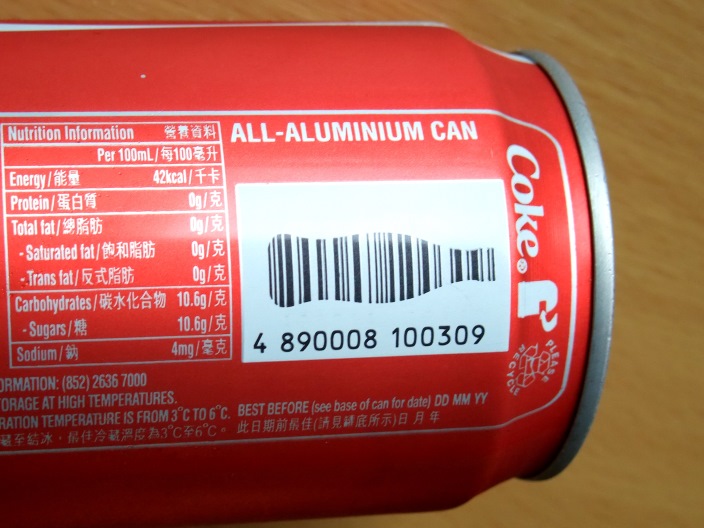 Nutrition Information 營養資料
Per 100mL/每100毫升
Energy/能量 42kcal/千卡
Protein/蛋白質 0g/克
Total fat/總脂肪 0g/克
- Saturated fat/飽和脂肪 0g/克
- Trans fat/反式脂肪 0g/克
Carbohydrates/碳水化合物 10.6g/克
- Sugars/糖 10.6g/克
Sodium/鈉 4mg/毫克
ORMATION: (852) 2636 7000
ORAGE AT HIGH TEMPERATURES.
RATION TEMPERATURE IS FROM 3°C TO 6°C.
藏至結冰,最佳冷藏溫度為3°C至6°C。
ALL-ALUMINIUM CAN
4 890008 100309
BEST BEFORE (see base of can for date) DD MM YY
此日期前最佳(請見罐底所示)日 月 年
Coke®
PLEASE
RECYCLE